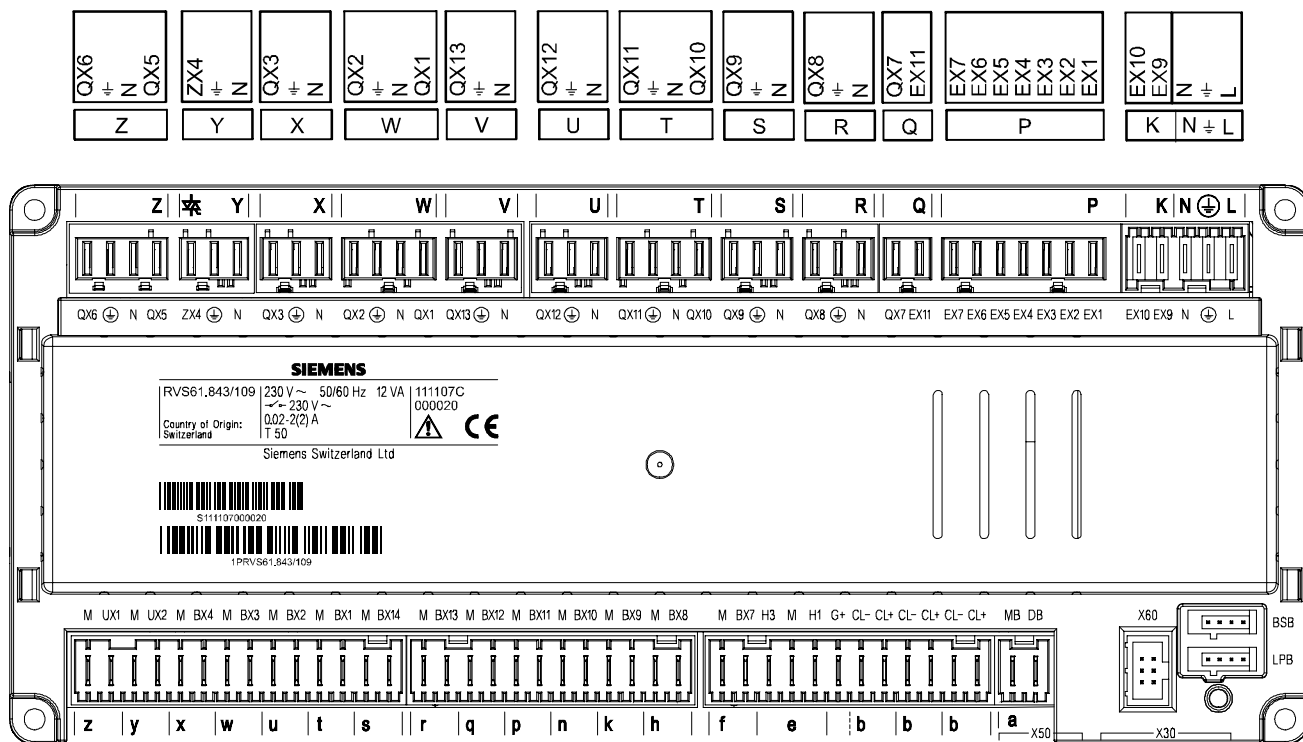 QX6 ⏚ N QX5 ZX4 ⏚ N QX3 ⏚ N QX2 ⏚ N QX1 QX13 ⏚ N QX12 ⏚ N QX11 ⏚ N QX10 QX9 ⏚ N QX8 ⏚ N QX7 EX11 EX7 EX6 EX5 EX4 EX3 EX2 EX1 EX10 EX9 N ⏚ L
Z Y X W V U T S R Q P K N ⏚ L
Z Y X W V U T S R Q P K N ⏚ L
QX6 ⏚ N QX5 ZX4 ⏚ N QX3 ⏚ N QX2 ⏚ N QX1 QX13 ⏚ N QX12 ⏚ N QX11 ⏚ N QX10 QX9 ⏚ N QX8 ⏚ N QX7 EX11 EX7 EX6 EX5 EX4 EX3 EX2 EX1 EX10 EX9 N ⏚ L
SIEMENS
RVS61.843/109
Country of Origin:
Switzerland
230 V ~ 50/60 Hz 12 VA
230 V ~
0.02-2(2) A
T 50
111107C
000020
CE
Siemens Switzerland Ltd
S111107000020
1PRVS61.843/109
M UX1 M UX2 M BX4 M BX3 M BX2 M BX1 M BX14 M BX13 M BX12 M BX11 M BX10 M BX9 M BX8 M BX7 H3 M H1 G+ CL- CL+ CL- CL+ CL- CL+ MB DB X60
BSB
LPB
z y x w u t s r q p n k h f e b b b a
X50 X30